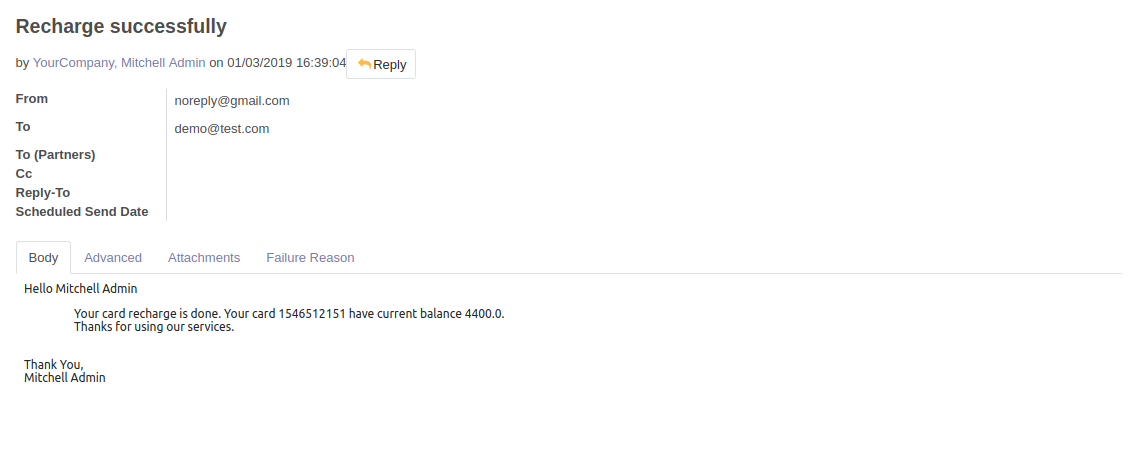 Recharge successfully
by YourCompany, Mitchell Admin on 01/03/2019 16:39:04 Reply
From noreply@gmail.com
To demo@test.com
To (Partners)
Cc
Reply-To
Scheduled Send Date
Body Advanced Attachments Failure Reason
Hello Mitchell Admin
Your card recharge is done. Your card 1546512151 have current balance 4400.0.
Thanks for using our services.
Thank You,
Mitchell Admin